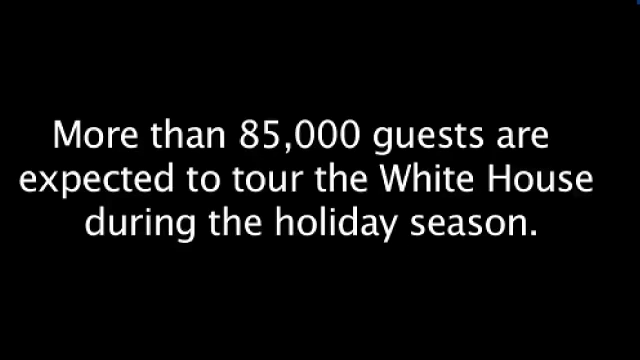 More than 85,000 guests are
expected to tour the White House
during the holiday season.